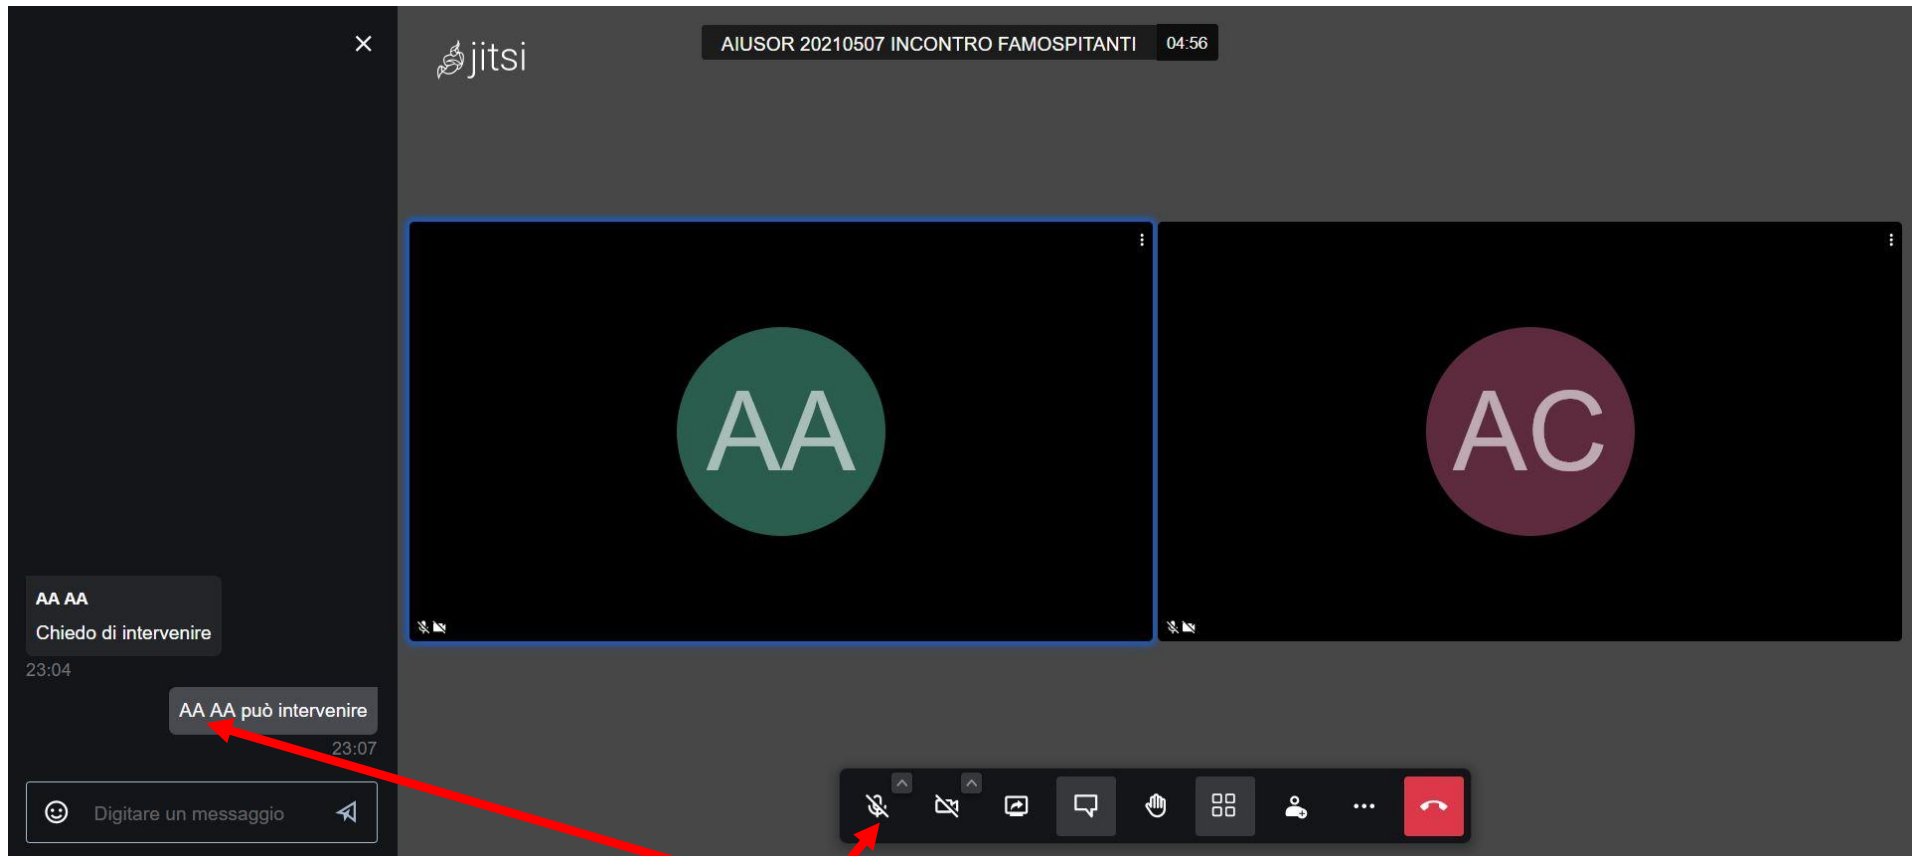 jitsi
AIUSOR 20210507 INCONTRO FAMOSPITANTI 04:56
AA
AC
AA AA
Chiedo di intervenire
23:04
AA AA può intervenire
23:07
Digitare un messaggio